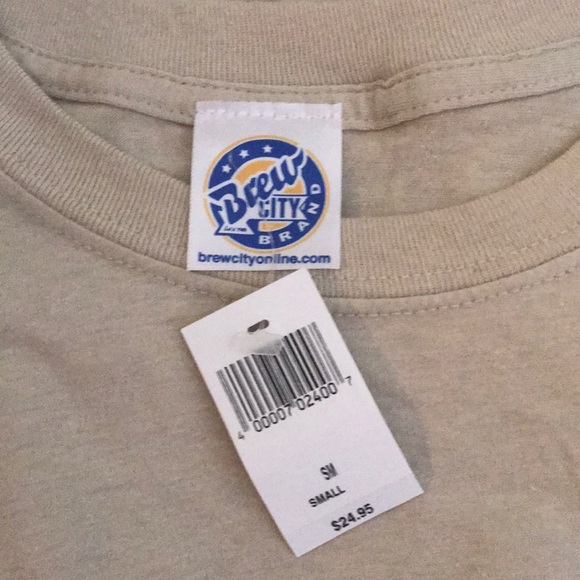 Brew
CITY
BRAND
brewcityonline.com
4 00007 02400 7
SM
SMALL
$24.95